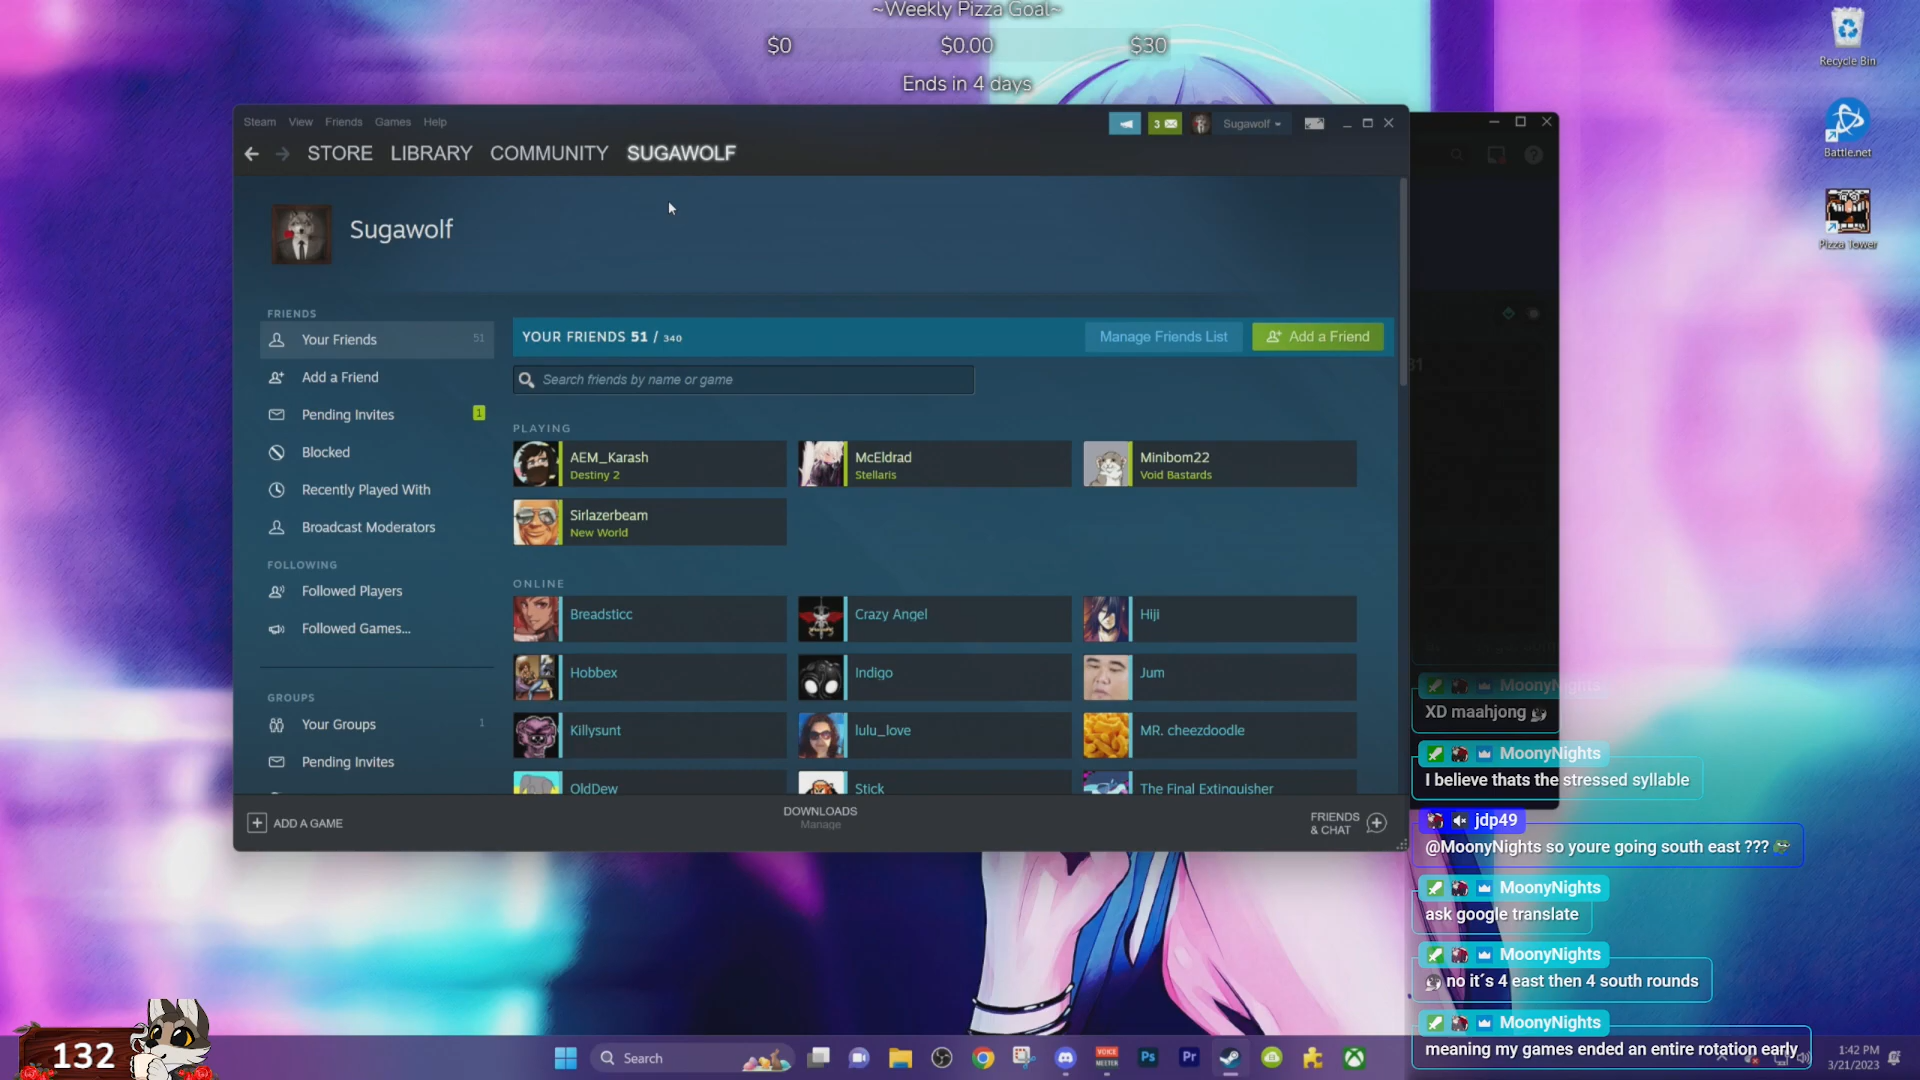 ~Weekly Pizza Goal~
$0 $0.00 $30
Ends in 4 days
Recycle Bin
Battle.net
Pizza Tower
Steam View Friends Games Help
3
Sugawolf
STORE LIBRARY COMMUNITY SUGAWOLF
Sugawolf
FRIENDS
Your Friends 51
Add a Friend
Pending Invites 1
Blocked
Recently Played With
Broadcast Moderators
FOLLOWING
Followed Players
Followed Games...
GROUPS
Your Groups 1
Pending Invites
YOUR FRIENDS 51 / 340
Manage Friends List
Add a Friend
Search friends by name or game
PLAYING
AEM_Karash
Destiny 2
McEldrad
Stellaris
Minibom22
Void Bastards
Sirlazerbeam
New World
ONLINE
Breadsticc
Crazy Angel
Hiji
Hobbex
Indigo
Jum
Killysunt
lulu_love
MR. cheezdoodle
OldDew
Stick
The Final Extinguisher
ADD A GAME
DOWNLOADS
Manage
FRIENDS
& CHAT
MoonyNights
XD maahjong
MoonyNights
I believe thats the stressed syllable
jdp49
@MoonyNights so youre going south east ???
MoonyNights
ask google translate
MoonyNights
no it´s 4 east then 4 south rounds
MoonyNights
meaning my games ended an entire rotation early
132
Search
VOICE
MEETER
Ps
Pr
1:42 PM
3/21/2023